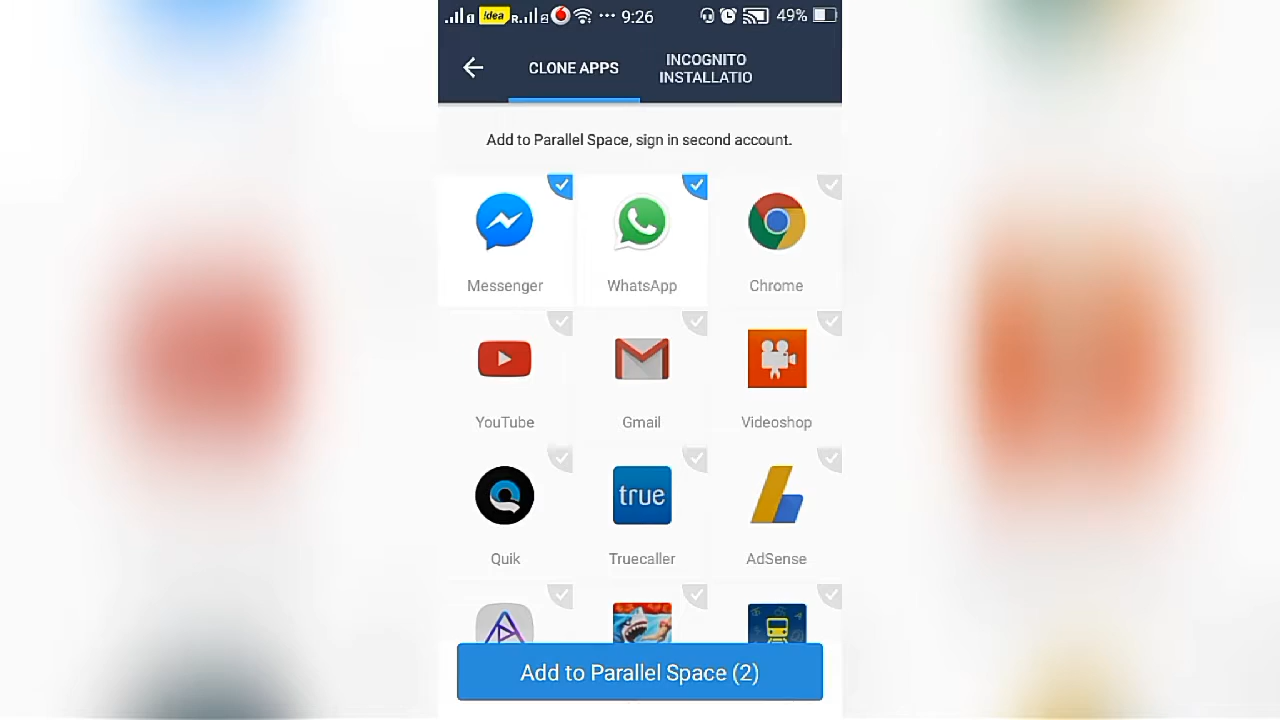 idea R 9:26 49%
CLONE APPS
INCOGNITO
INSTALLATIO
Add to Parallel Space, sign in second account.
Messenger WhatsApp Chrome
YouTube Gmail Videoshop
true
Quik Truecaller AdSense
Add to Parallel Space (2)